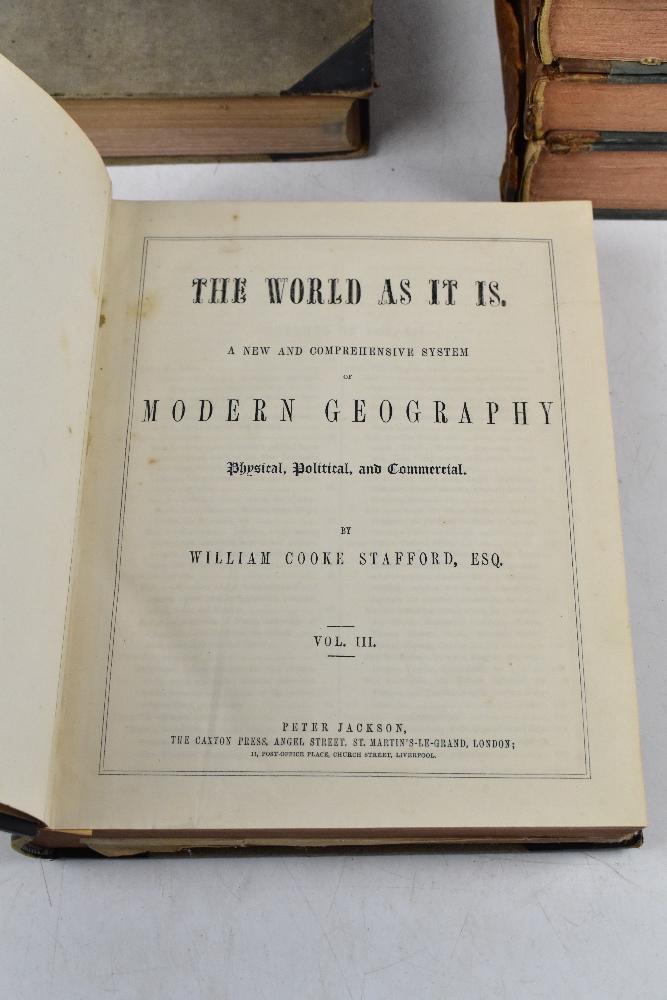 THE WORLD AS IT IS.
A NEW AND COMPREHENSIVE SYSTEM
OF
MODERN GEOGRAPHY
Physical, Political, and Commercial.
BY
WILLIAM COOKE STAFFORD, ESQ.
VOL. III.
PETER JACKSON,
THE CAXTON PRESS, ANGEL STREET, ST. MARTIN'S-LE-GRAND, LONDON;
11, POST-OFFICE PLACE, CHURCH STREET, LIVERPOOL.